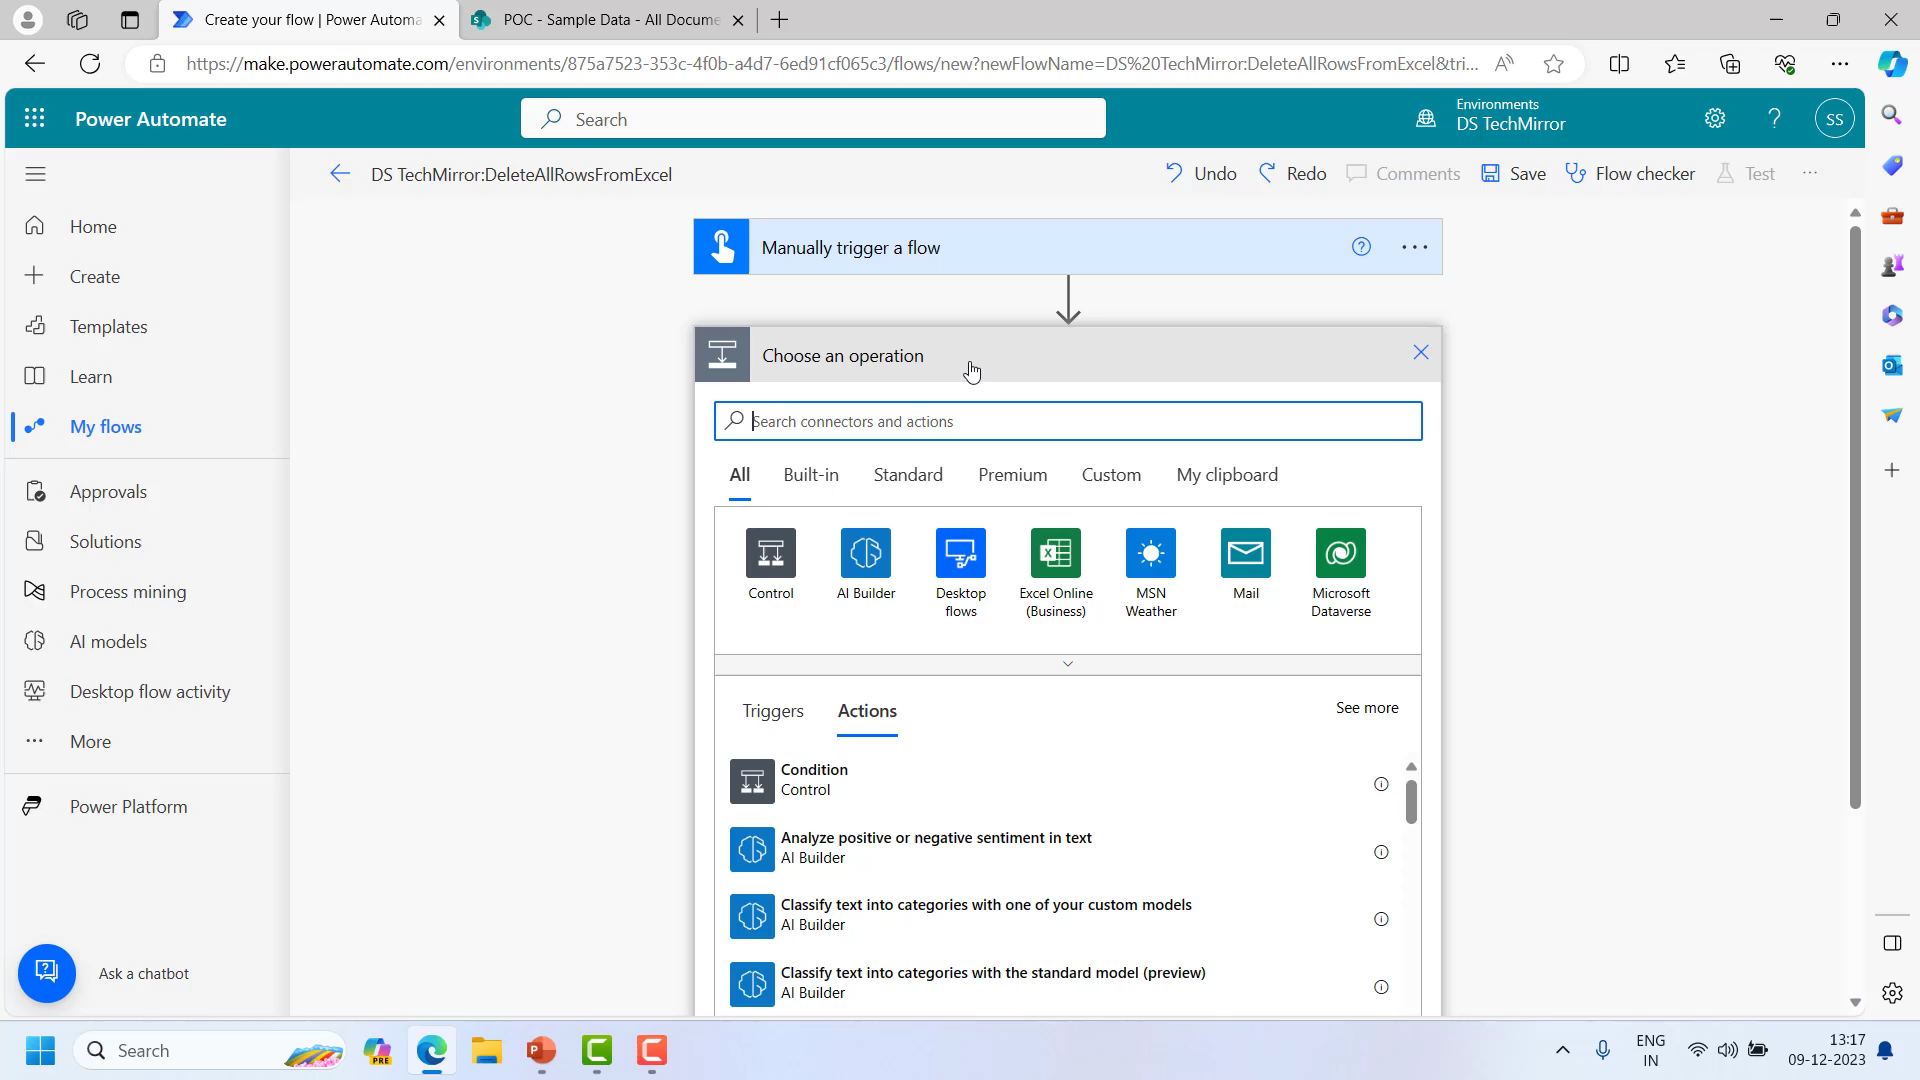 Create your flow | Power Automa
POC - Sample Data - All Docume
https://make.powerautomate.com/environments/875a7523-353c-4f0b-a4d7-6ed91cf065c3/flows/new?newFlowName=DS%20TechMirror:DeleteAllRowsFromExcel&tri...
Power Automate
Search
Environments
DS TechMirror
SS
DS TechMirror:DeleteAllRowsFromExcel
Undo
Redo
Comments
Save
Flow checker
Test
Home
Create
Templates
Learn
My flows
Approvals
Solutions
Process mining
AI models
Desktop flow activity
More
Power Platform
Ask a chatbot
Manually trigger a flow
Choose an operation
Search connectors and actions
All
Built-in
Standard
Premium
Custom
My clipboard
Control
AI Builder
Desktop
flows
Excel Online
(Business)
MSN
Weather
Mail
Microsoft
Dataverse
Triggers
Actions
See more
Condition
Control
Analyze positive or negative sentiment in text
AI Builder
Classify text into categories with one of your custom models
AI Builder
Classify text into categories with the standard model (preview)
AI Builder
Search
PRE
ENG
IN
13:17
09-12-2023